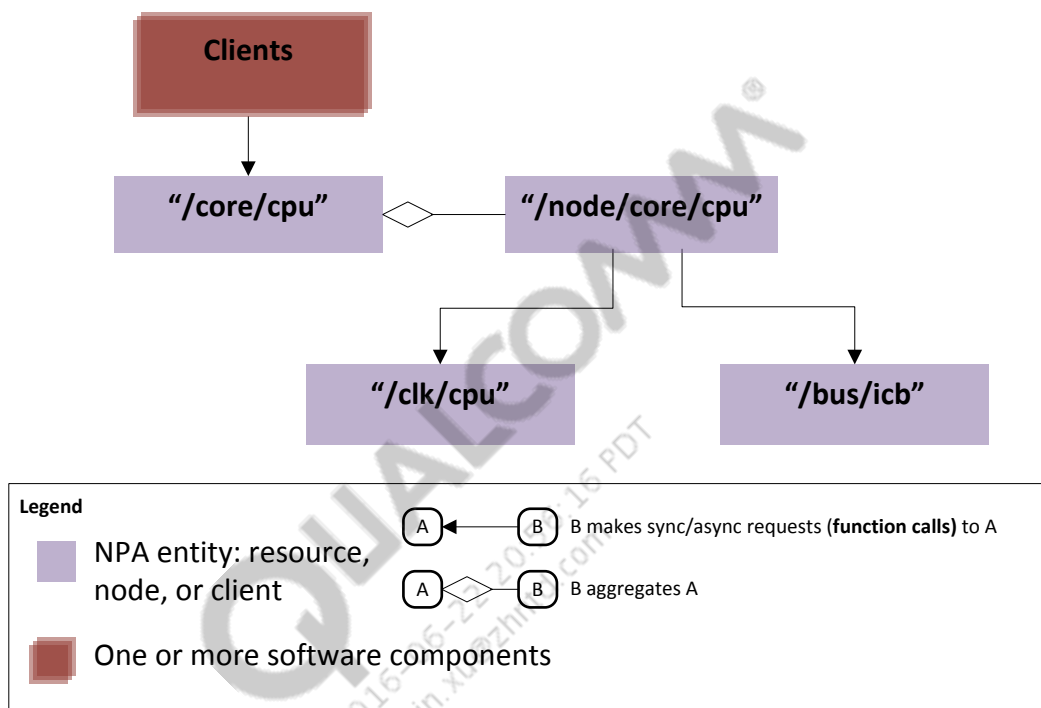 Clients
“/core/cpu”
“/node/core/cpu”
“/clk/cpu”
“/bus/icb”
Legend
NPA entity: resource,
node, or client
One or more software components
A
B
B makes sync/async requests (function calls) to A
A
B
B aggregates A
QUALCOMM®